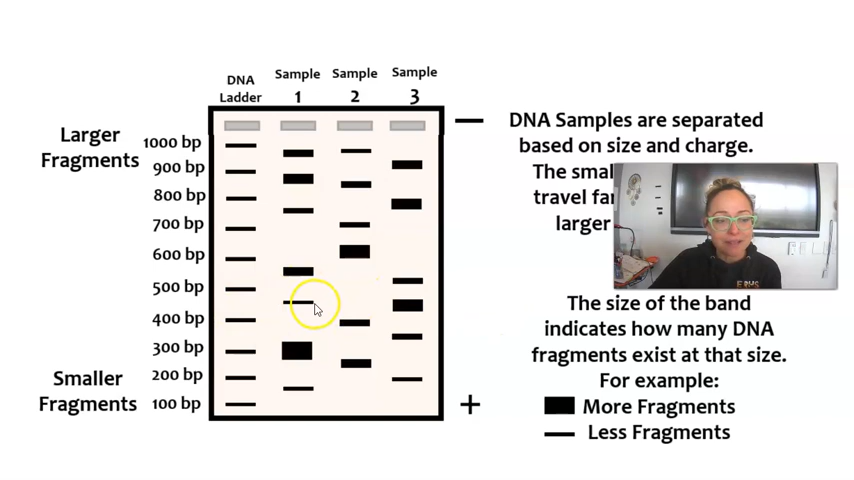 DNA Ladder
Sample 1
Sample 2
Sample 3
Larger
Fragments
1000 bp
900 bp
800 bp
700 bp
600 bp
500 bp
400 bp
300 bp
200 bp
100 bp
Smaller
Fragments
—
+
DNA Samples are separated
based on size and charge.
The
travel
larger
The size of the band
indicates how many DNA
fragments exist at that size.
For example:
More Fragments
Less Fragments